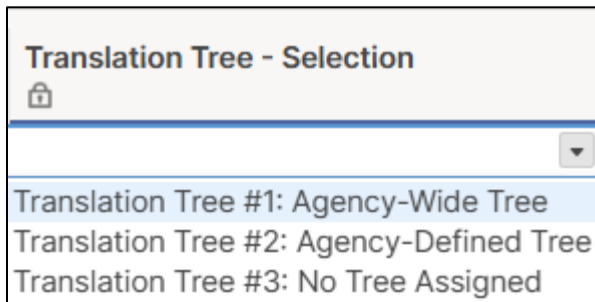 Translation Tree - Selection
Translation Tree #1: Agency-Wide Tree
Translation Tree #2: Agency-Defined Tree
Translation Tree #3: No Tree Assigned